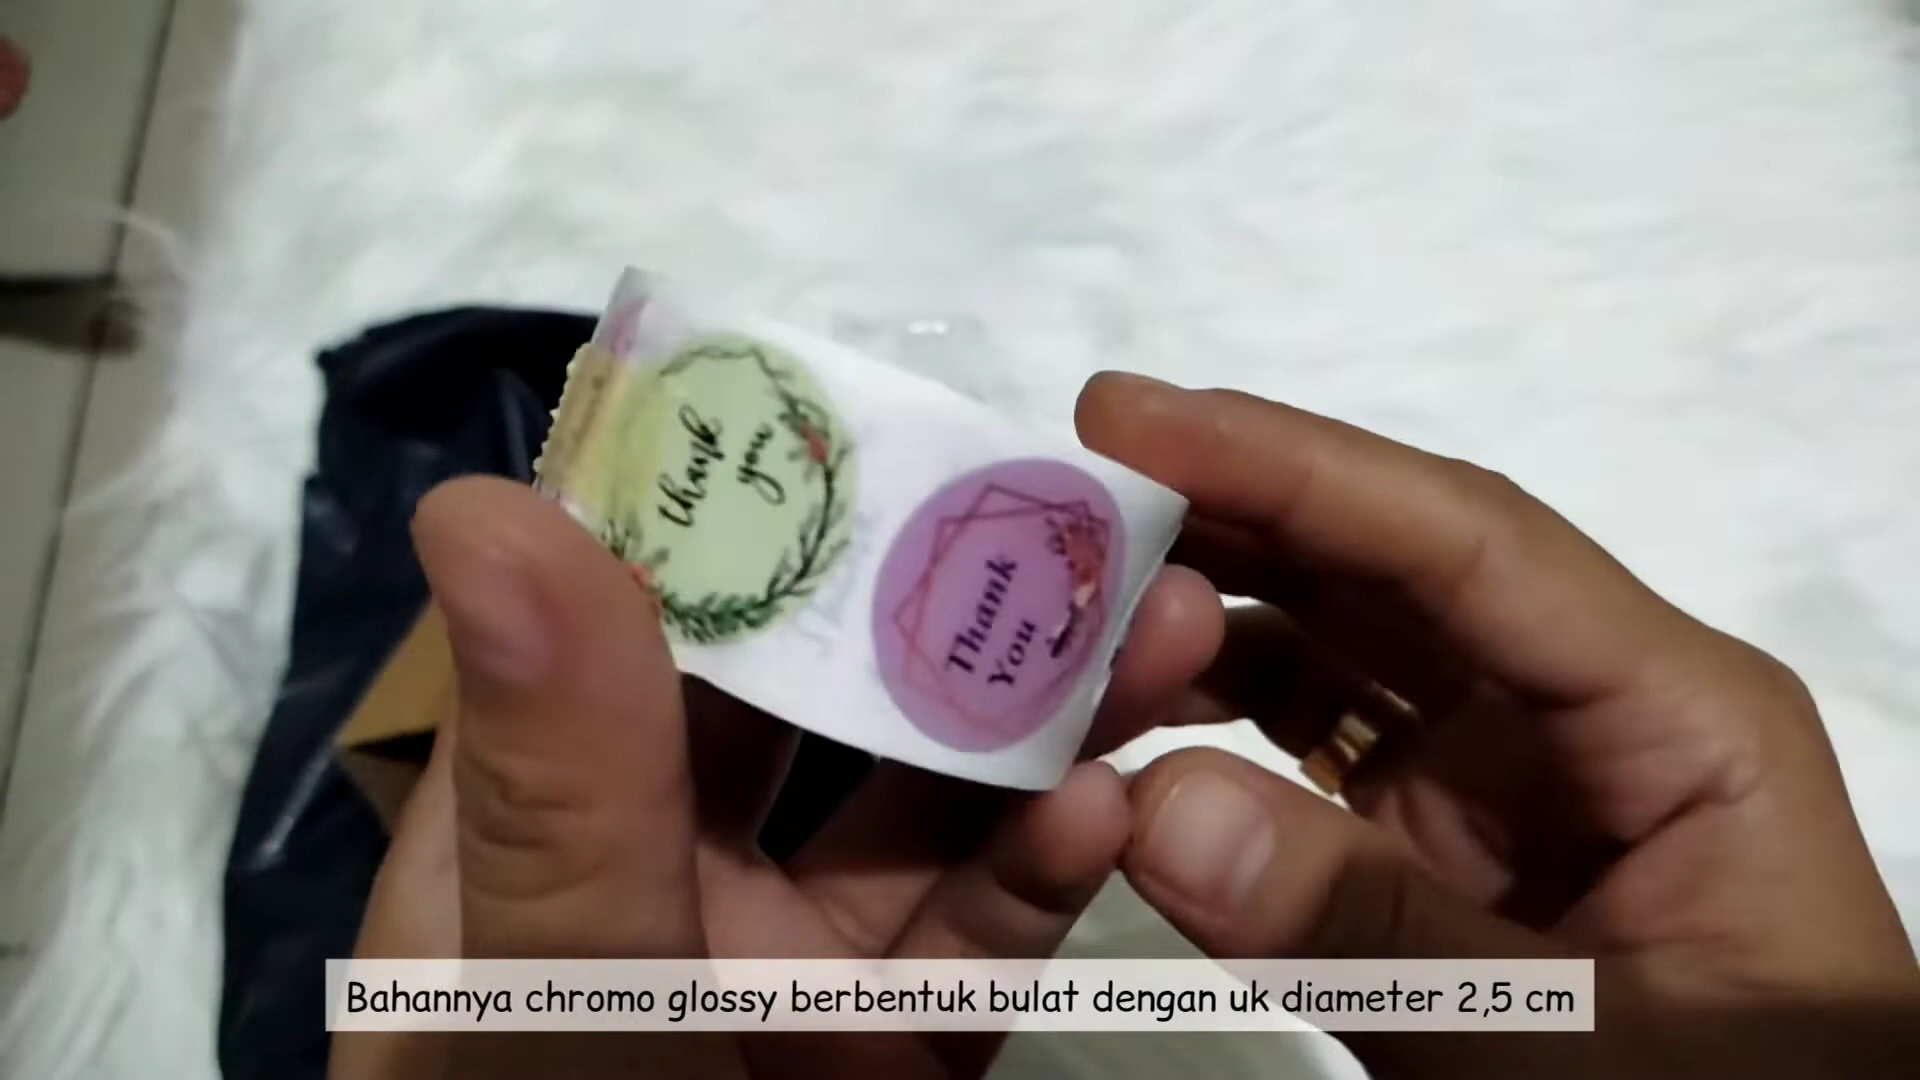 thank
you
Thank
You
Bahannya chromo glossy berbentuk bulat dengan uk diameter 2,5 cm